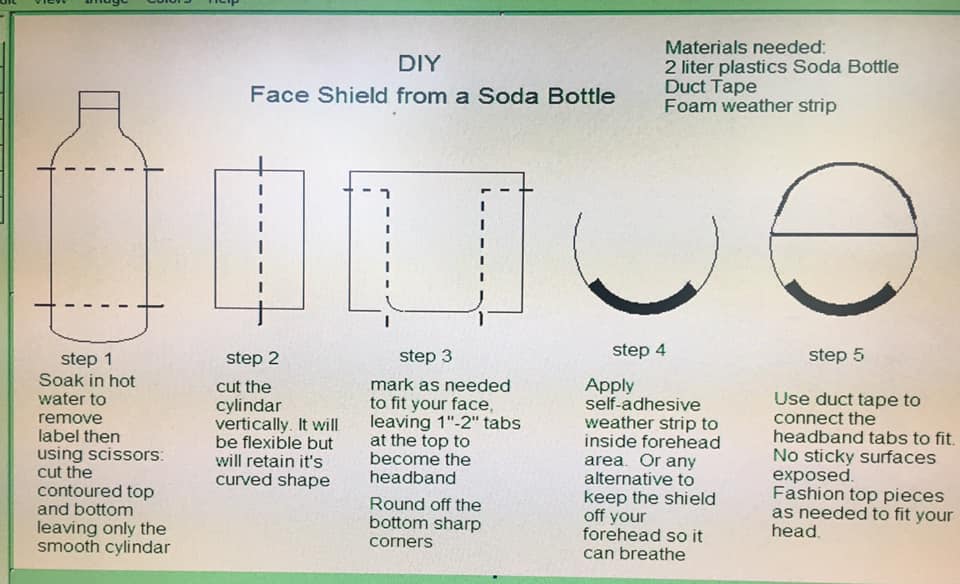 View Image Colors Help
DIY
Face Shield from a Soda Bottle
Materials needed:
2 liter plastics Soda Bottle
Duct Tape
Foam weather strip
step 1
Soak in hot
water to
remove
label then
using scissors:
cut the
contoured top
and bottom
leaving only the
smooth cylindar
step 2
cut the
cylindar
vertically. It will
be flexible but
will retain it's
curved shape
step 3
mark as needed
to fit your face,
leaving 1"-2" tabs
at the top to
become the
headband
Round off the
bottom sharp
corners
step 4
Apply
self-adhesive
weather strip to
inside forehead
area. Or any
alternative to
keep the shield
off your
forehead so it
can breathe
step 5
Use duct tape to
connect the
headband tabs to fit.
No sticky surfaces
exposed.
Fashion top pieces
as needed to fit your
head.